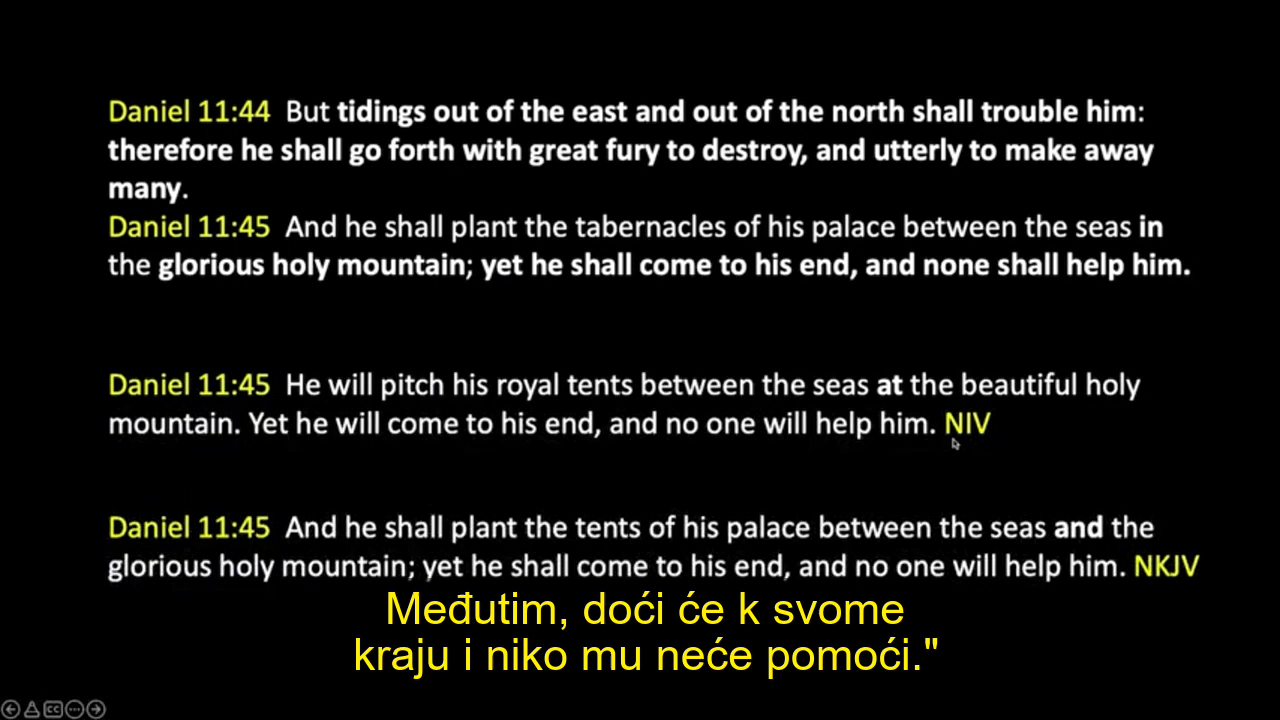 Daniel 11:44 But tidings out of the east and out of the north shall trouble him:
therefore he shall go forth with great fury to destroy, and utterly to make away
many.
Daniel 11:45 And he shall plant the tabernacles of his palace between the seas in
the glorious holy mountain; yet he shall come to his end, and none shall help him.
Daniel 11:45 He will pitch his royal tents between the seas at the beautiful holy
mountain. Yet he will come to his end, and no one will help him. NIV
Daniel 11:45 And he shall plant the tents of his palace between the seas and the
glorious holy mountain; yet he shall come to his end, and no one will help him. NKJV
Međutim, doći će k svome
kraju i niko mu neće pomoći."